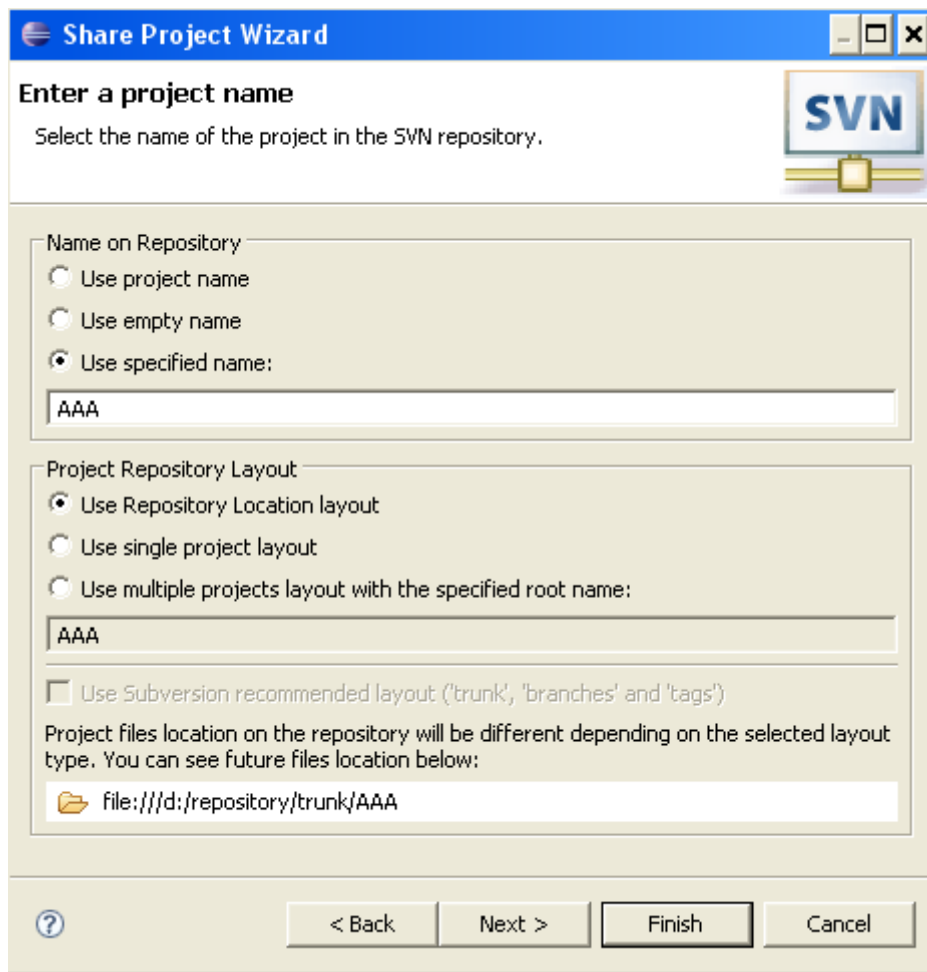 Share Project Wizard
Enter a project name
Select the name of the project in the SVN repository.
SVN
Name on Repository
Use project name
Use empty name
Use specified name:
AAA
Project Repository Layout
Use Repository Location layout
Use single project layout
Use multiple projects layout with the specified root name:
AAA
Use Subversion recommended layout ('trunk', 'branches' and 'tags')
Project files location on the repository will be different depending on the selected layout
type. You can see future files location below:
file:///d:/repository/trunk/AAA
?
< Back
Next >
Finish
Cancel